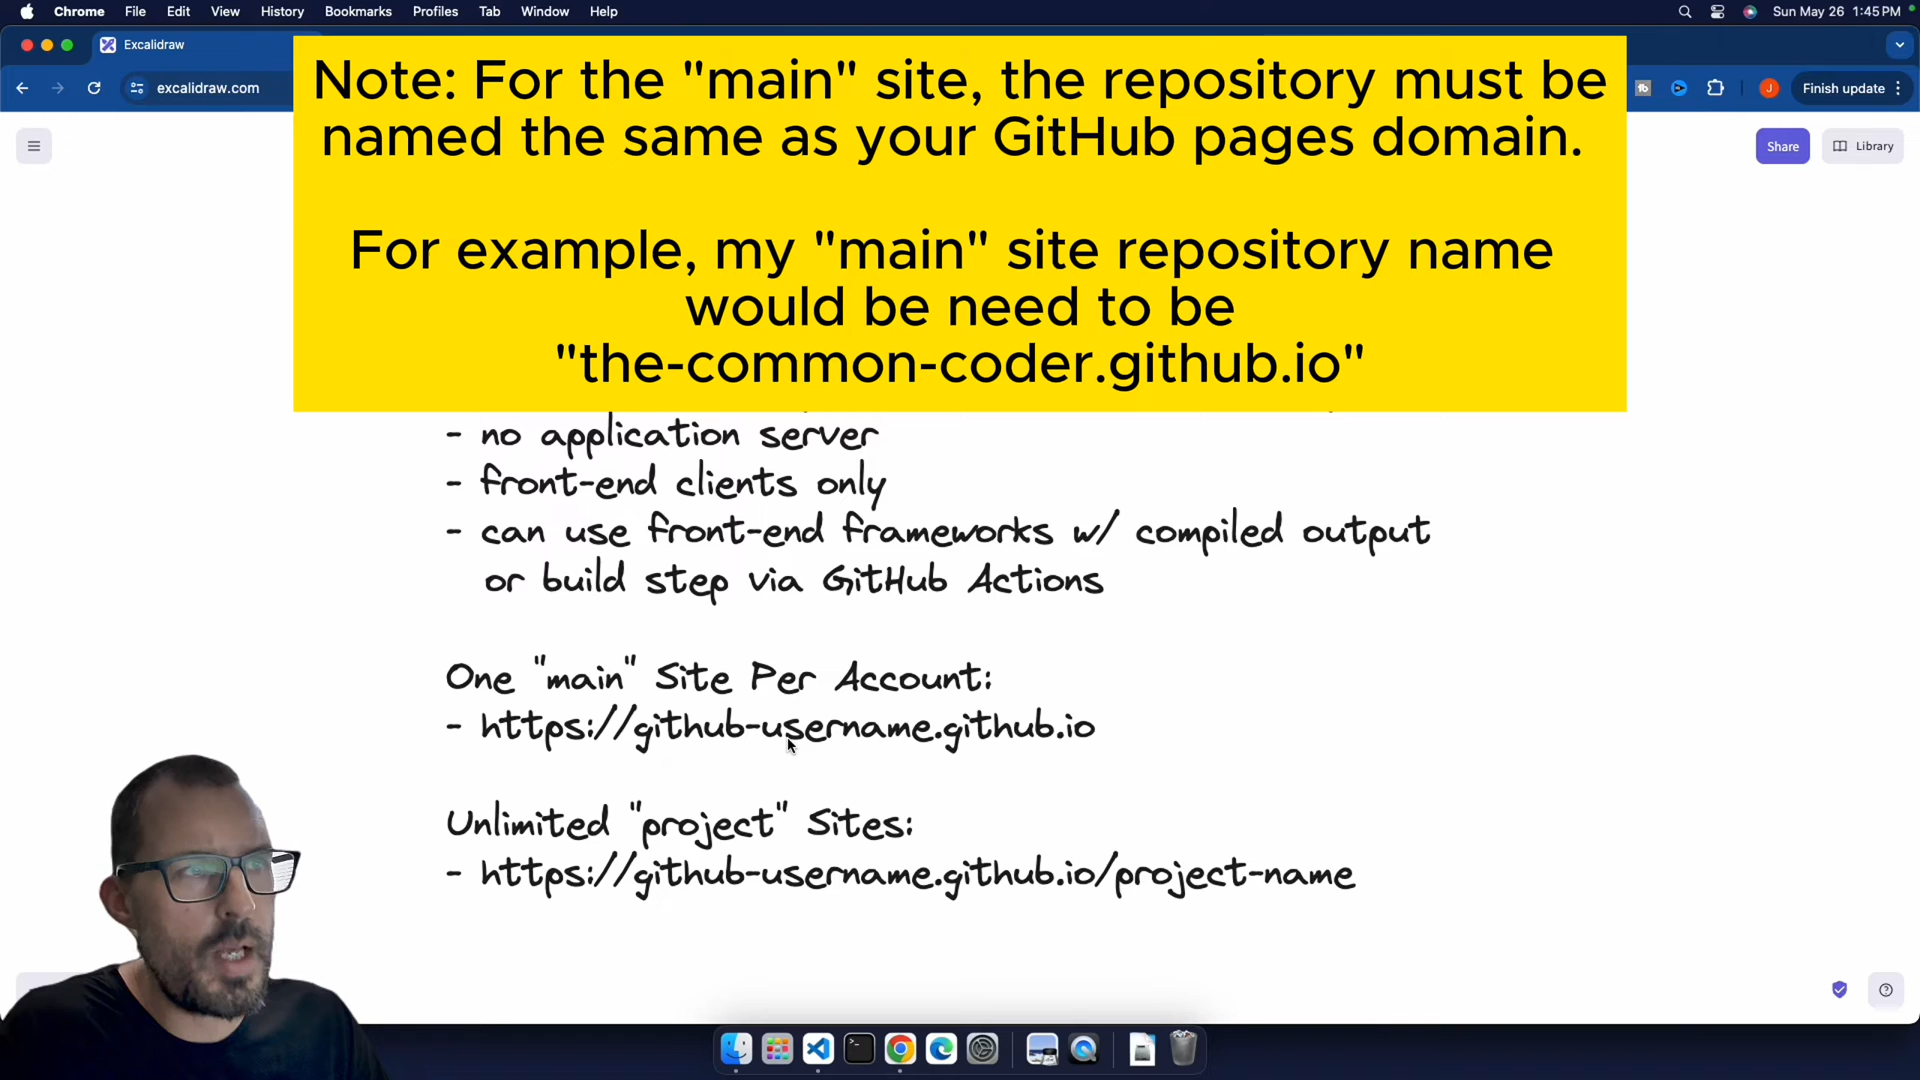 Chrome File Edit View History Bookmarks Profiles Tab Window Help Sun May 26 1:45 PM
Excalidraw
excalidraw.com Finish update
Note: For the "main" site, the repository must be
named the same as your GitHub pages domain.
For example, my "main" site repository name
would be need to be
"the-common-coder.github.io"
Share Library
- no application server
- front-end clients only
- can use front-end frameworks w/ compiled output
or build step via GitHub Actions
One "main" Site Per Account:
- https://github-username.github.io
Unlimited "project" Sites:
- https://github-username.github.io/project-name